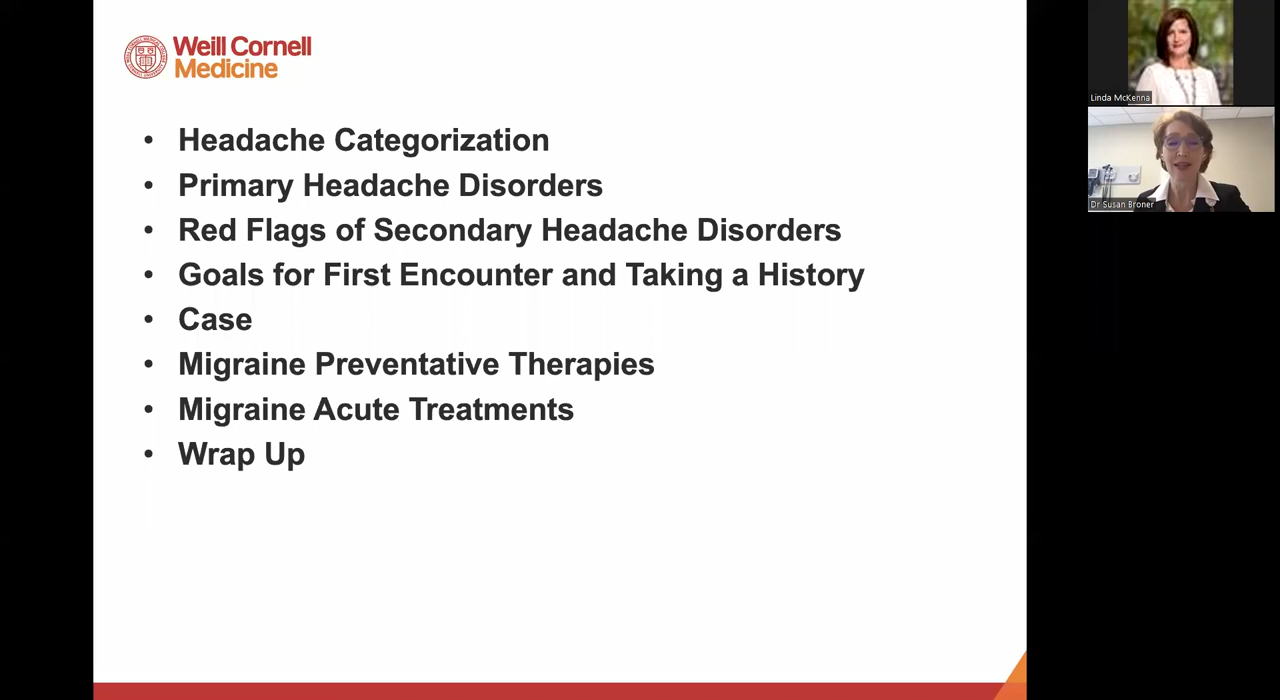 Weill Cornell
Medicine
• Headache Categorization
• Primary Headache Disorders
• Red Flags of Secondary Headache Disorders
• Goals for First Encounter and Taking a History
• Case
• Migraine Preventative Therapies
• Migraine Acute Treatments
• Wrap Up
Linda McKenna
Dr Susan Broner